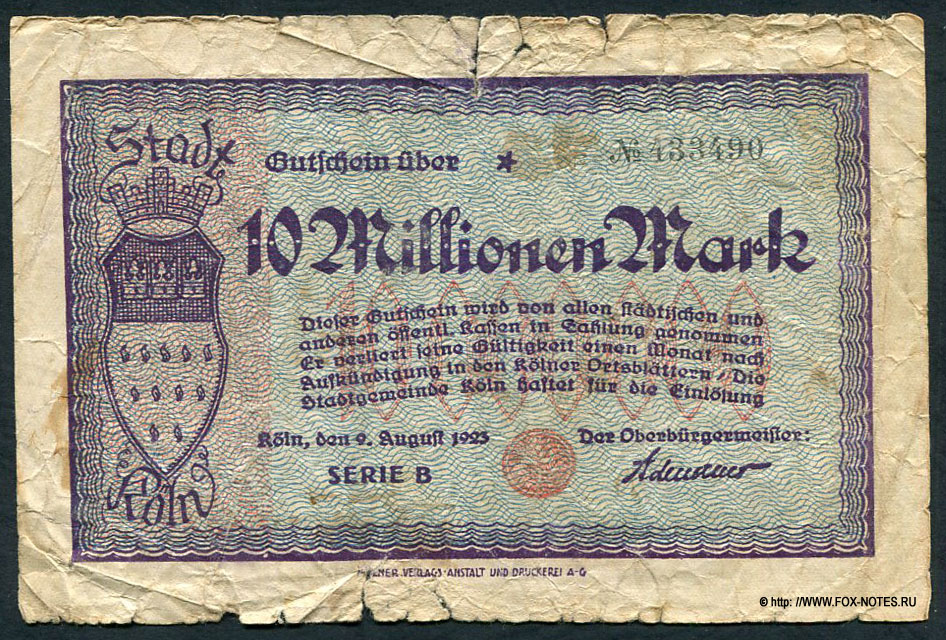 Stadt
Gutschein über
№ 433490
10 Millionen Mark
Dieser Gutschein wird von allen städtischen und
anderen öffentl. Kassen in Zahlung genommen
Er verliert seine Gültigkeit einen Monat nach
Aufkündigung in den Kölner Ortsblättern / Die
Stadtgemeinde Köln haftet für die Einlösung
Köln, den 9. August 1923
Der Oberbürgermeister:
SERIE B
Adenauer
Köln
VERLAGS-ANSTALT UND DRUCKEREI A-G
© http: //WWW.FOX-NOTES.RU